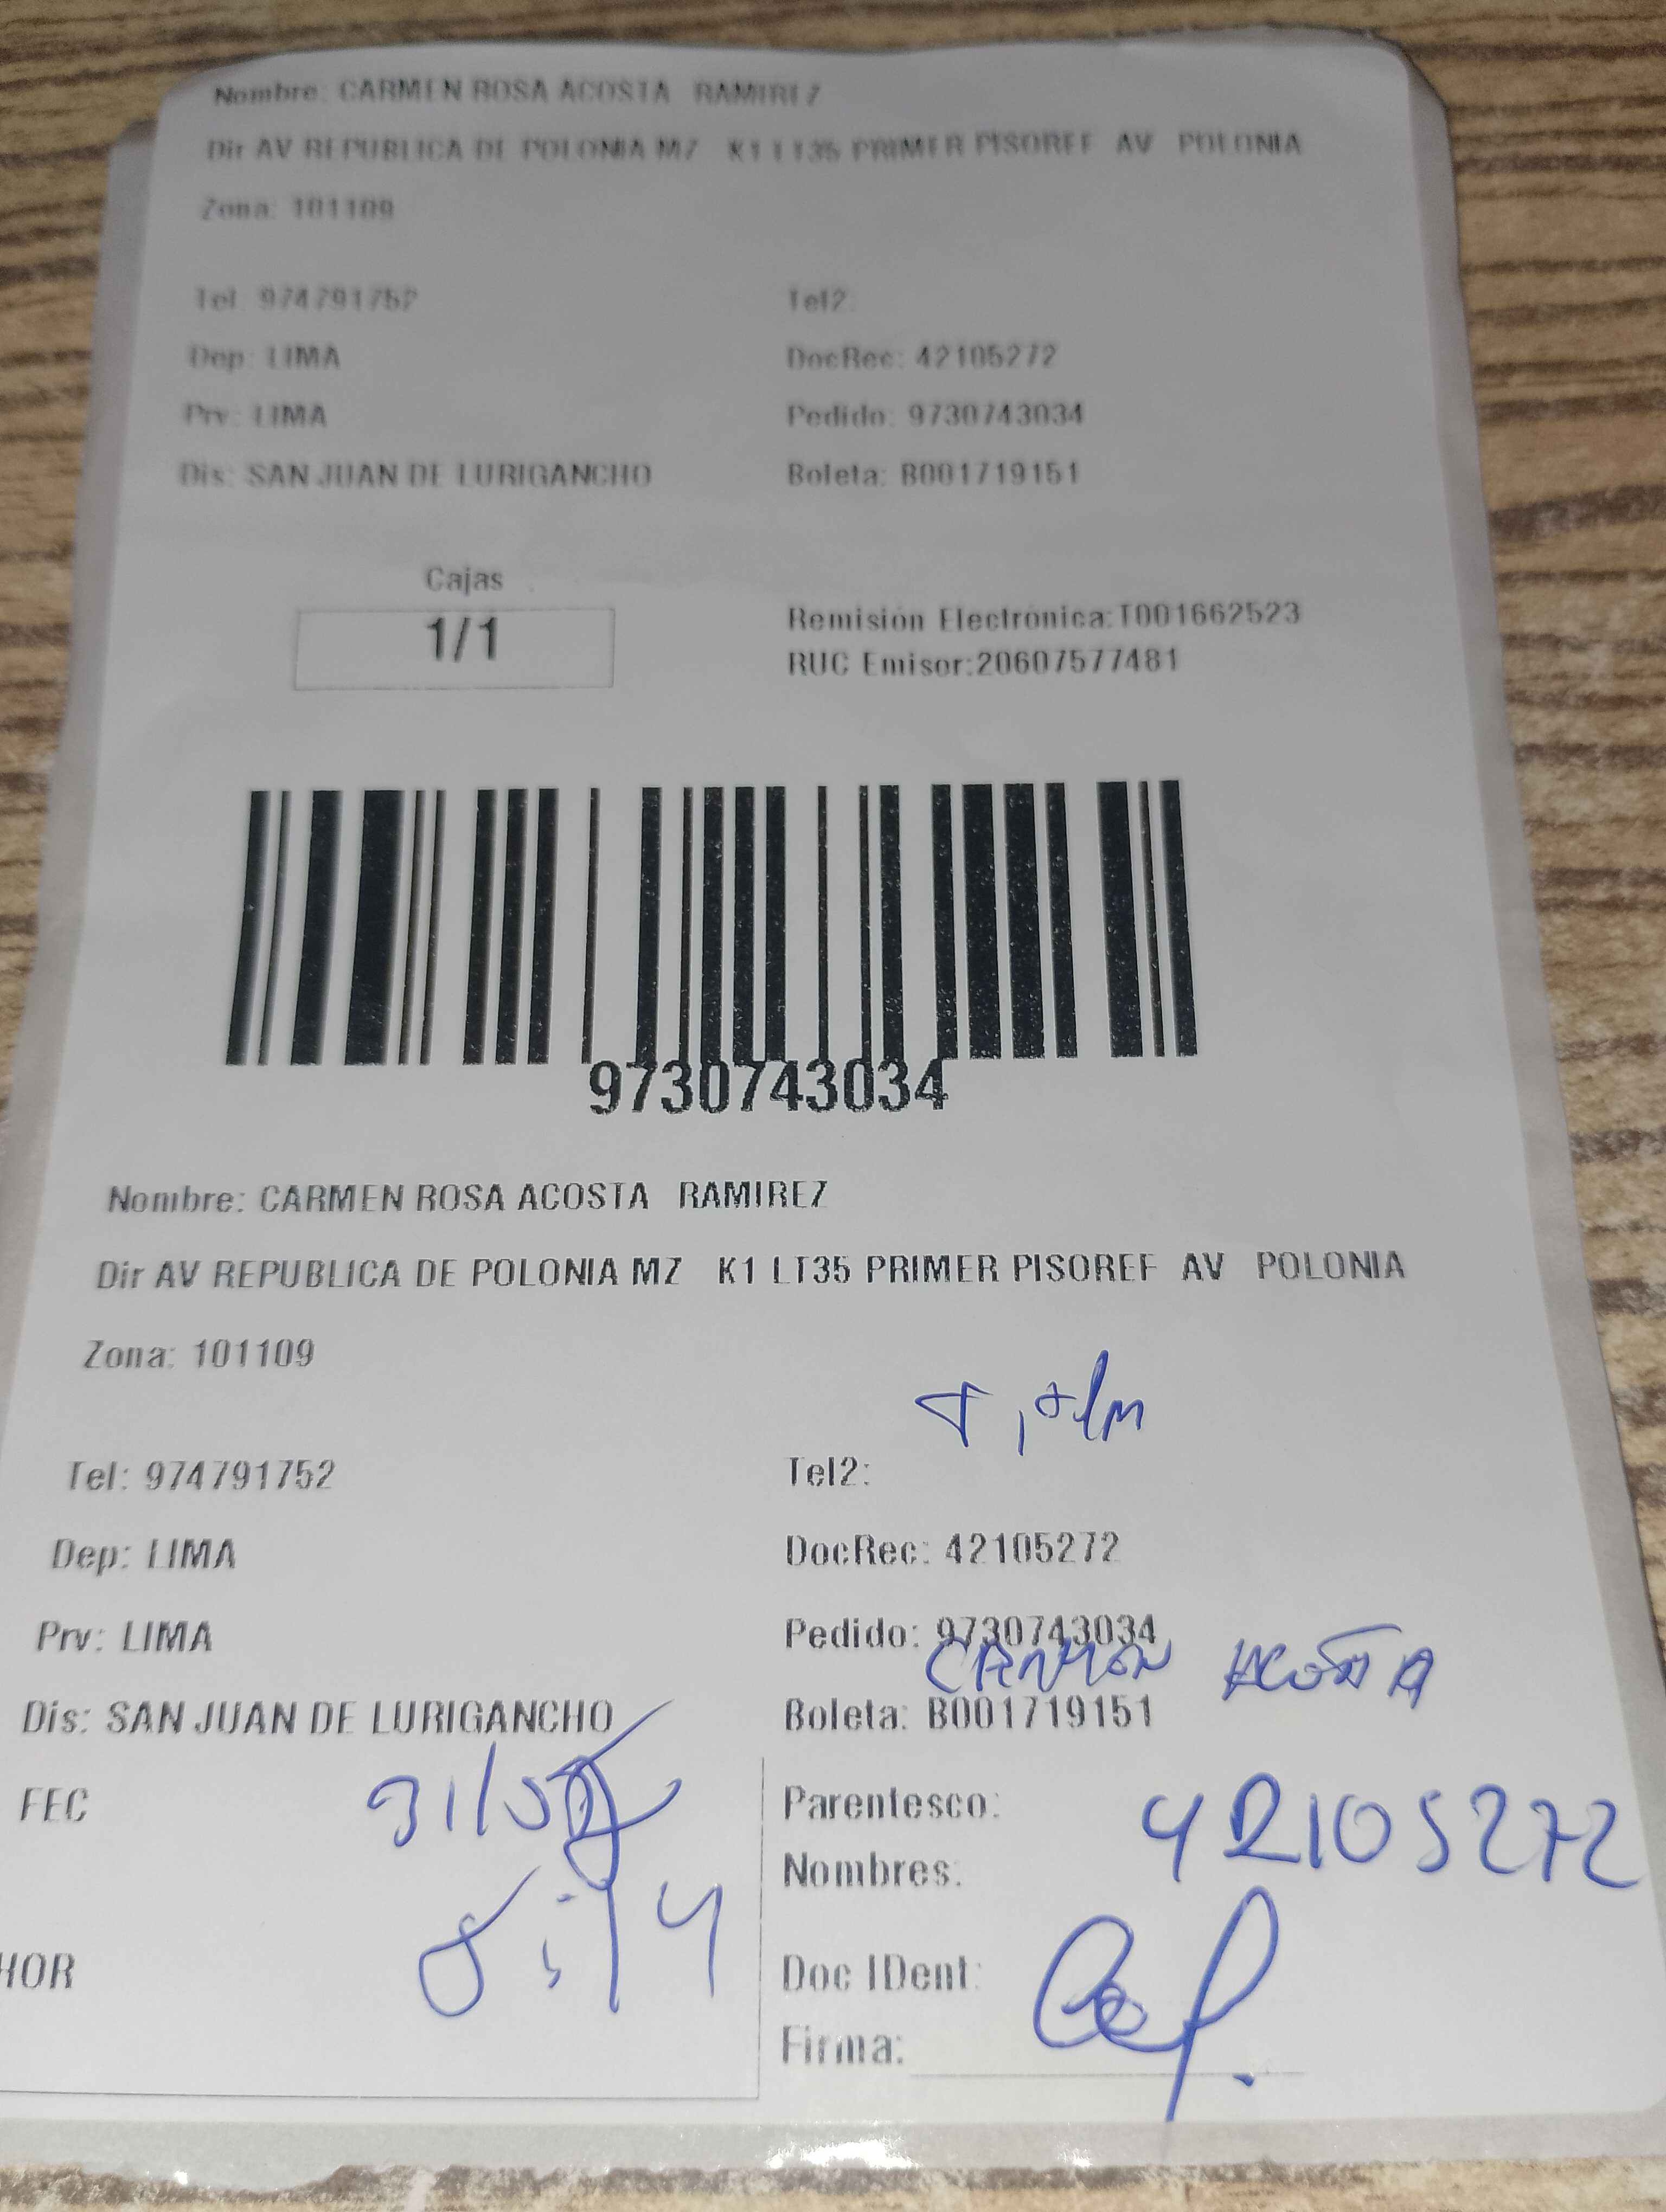 Nombre: CARMEN ROSA ACOSTA RAMIREZ
Dir AV REPUBLICA DE POLONIA MZ K1 LT35 PRIMER PISOREF AV POLONIA
Zona: 101109
Tel: 974791752 Tel2:
Dep: LIMA DocRec: 42105272
Prv: LIMA Pedido: 9730743034
Dis: SAN JUAN DE LURIGANCHO Boleta: B001719151
Cajas
1/1
Remisión Electrónica:T001662523
RUC Emisor:20607577481
9730743034
Nombre: CARMEN ROSA ACOSTA RAMIREZ
Dir AV REPUBLICA DE POLONIA MZ K1 LT35 PRIMER PISOREF AV POLONIA
Zona: 101109
Tel: 974791752 Tel2:
Dep: LIMA DocRec: 42105272
Prv: LIMA Pedido: 9730743034
CARMEN ACOSTA
Dis: SAN JUAN DE LURIGANCHO Boleta: B001719151
FEC Parentesco:
42105272
Nombres:
HOR Doc IDent:
Firma: